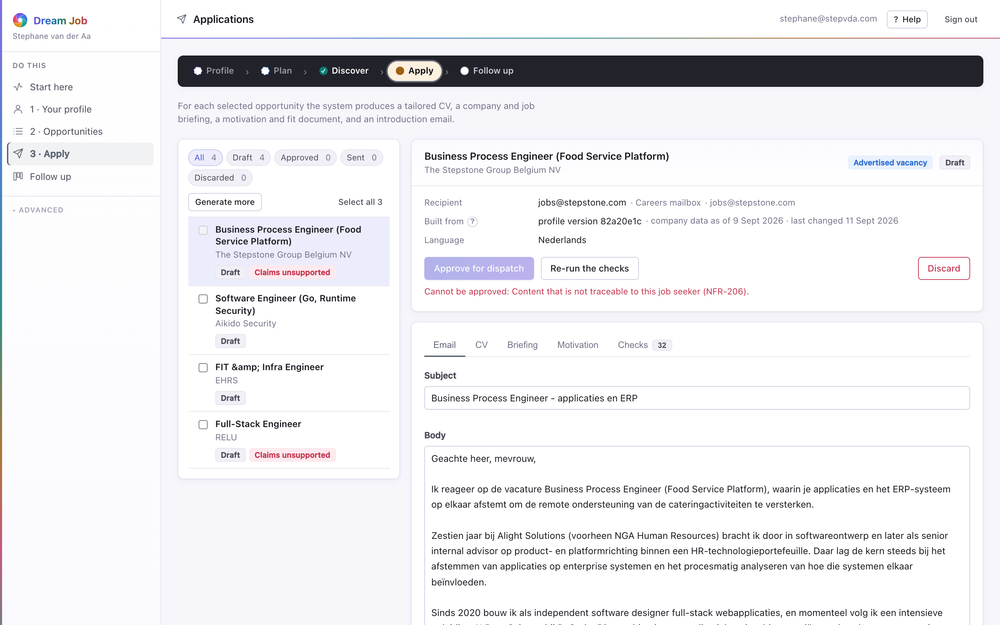 Dream Job
Stephane van der Aa
DO THIS
Start here
1 · Your profile
2 · Opportunities
3 · Apply
Follow up
ADVANCED
Applications
stephane@stepvda.com
? Help
Sign out
Profile › Plan › Discover › Apply › Follow up
For each selected opportunity the system produces a tailored CV, a company and job
briefing, a motivation and fit document, and an introduction email.
All 4
Draft 4
Approved 0
Sent 0
Discarded 0
Generate more
Select all 3
Business Process Engineer (Food
Service Platform)
The Stepstone Group Belgium NV
Draft Claims unsupported
Software Engineer (Go, Runtime
Security)
Aikido Security
Draft
FIT &amp; Infra Engineer
EHRS
Draft
Full-Stack Engineer
RELU
Draft Claims unsupported
Business Process Engineer (Food Service Platform)
The Stepstone Group Belgium NV
Advertised vacancy
Draft
Recipient jobs@stepstone.com · Careers mailbox · jobs@stepstone.com
Built from ? profile version 82a20e1c · company data as of 9 Sept 2026 · last changed 11 Sept 2026
Language Nederlands
Approve for dispatch
Re-run the checks
Discard
Cannot be approved: Content that is not traceable to this job seeker (NFR-206).
Email CV Briefing Motivation Checks 32
Subject
Business Process Engineer - applicaties en ERP
Body
Geachte heer, mevrouw,
Ik reageer op de vacature Business Process Engineer (Food Service Platform), waarin je applicaties en het ERP-systeem
op elkaar afstemt om de remote ondersteuning van de cateringactiviteiten te versterken.
Zestien jaar bij Alight Solutions (voorheen NGA Human Resources) bracht ik door in softwareontwerp en later als senior
internal advisor op product- en platformrichting binnen een HR-technologieportefeuille. Daar lag de kern steeds bij het
afstemmen van applicaties op enterprise systemen en het procesmatig analyseren van hoe die systemen elkaar
beïnvloeden.
Sinds 2020 bouw ik als independent software designer full-stack webapplicaties, en momenteel volg ik een intensieve